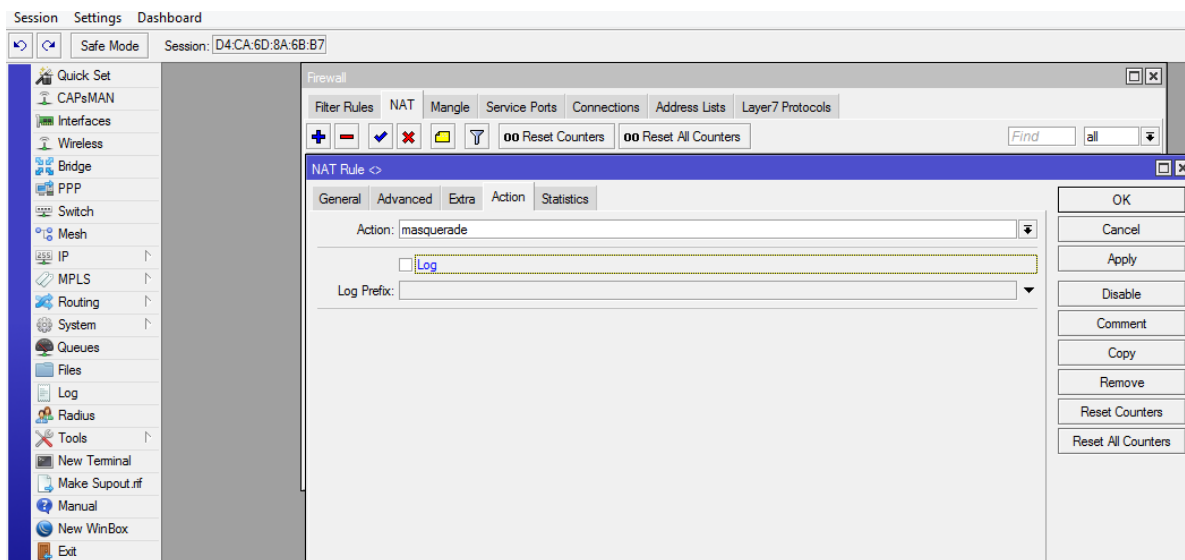 Session Settings Dashboard
Safe Mode Session: D4:CA:6D:8A:6B:B7
Quick Set
CAPsMAN
Interfaces
Wireless
Bridge
PPP
Switch
Mesh
IP
MPLS
Routing
System
Queues
Files
Log
Radius
Tools
New Terminal
Make Supout.rif
Manual
New WinBox
Exit
Firewall
Filter Rules NAT Mangle Service Ports Connections Address Lists Layer7 Protocols
00 Reset Counters 00 Reset All Counters Find all
NAT Rule <>
General Advanced Extra Action Statistics
Action: masquerade
Log
Log Prefix:
OK
Cancel
Apply
Disable
Comment
Copy
Remove
Reset Counters
Reset All Counters